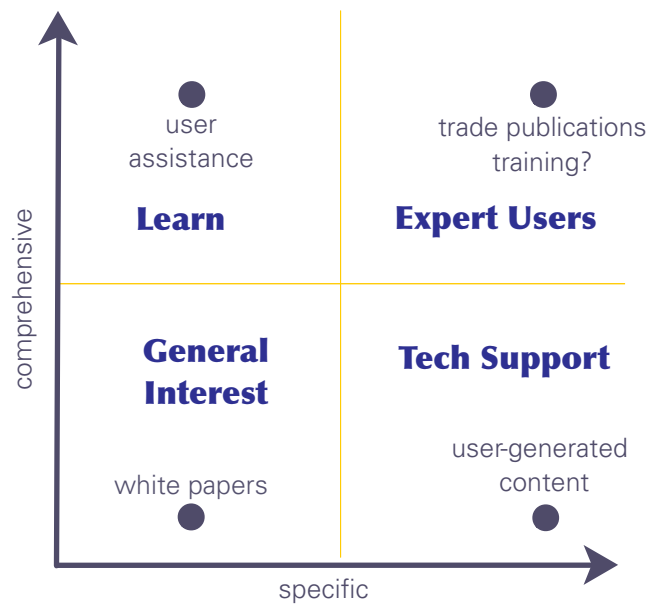 user
assistance
trade publications
training?
Learn
Expert Users
comprehensive
General
Interest
Tech Support
user-generated
content
white papers
specific